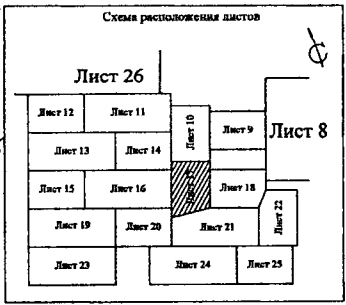 Схема расположения листов
Лист 26
Лист 12
Лист 11
Лист 10
Лист 9
Лист 8
Лист 13
Лист 14
Лист 15
Лист 16
Лист 17
Лист 18
Лист 19
Лист 20
Лист 21
Лист 22
Лист 23
Лист 24
Лист 25
С